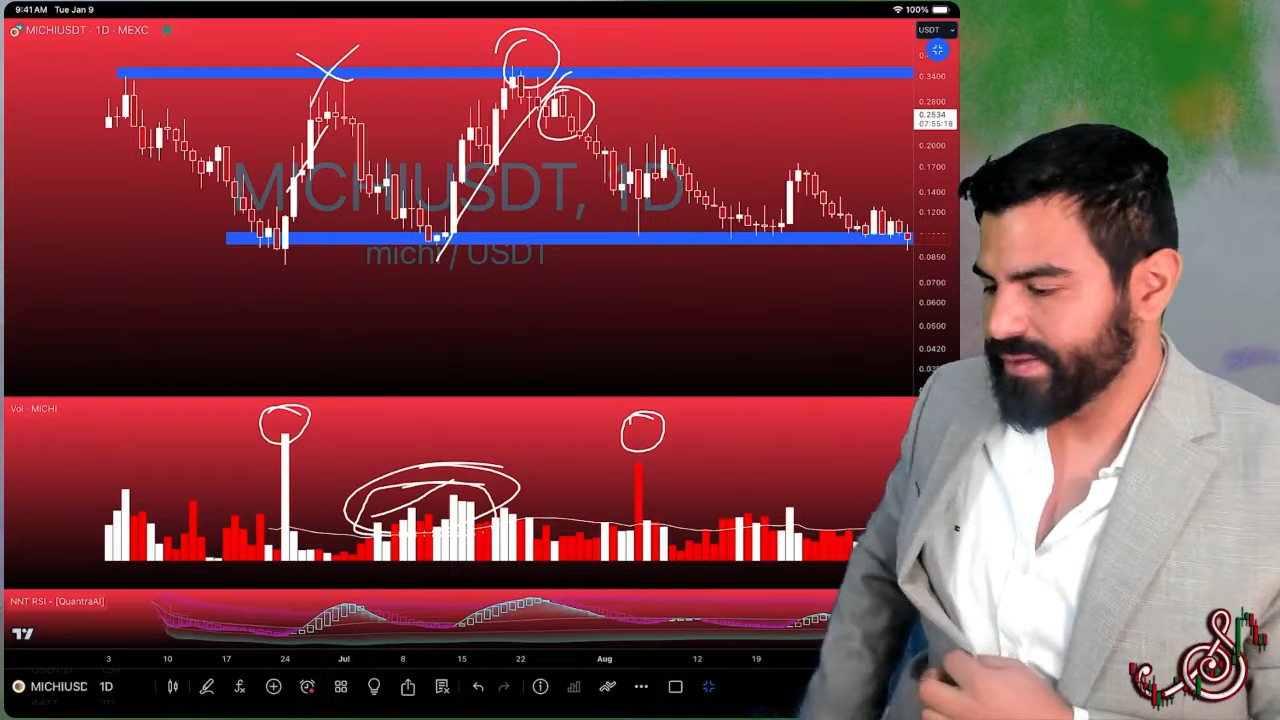 9:41AM Tue Jan 9
100%
MICHIUSDT · 1D · MEXC
USDT
0.3400
0.2800
0.2534
07:55:18
0.2000
0.1700
0.1400
0.1200
0.0850
0.0700
0.0600
0.0500
0.0420
MICHIUSDT, 1D
michi / USDT
Vol · MICHI
NNT RSI - [QuantraAI]
3 10 17 24 Jul 8 15 22 Aug 12 19
MICHIUSD 1D